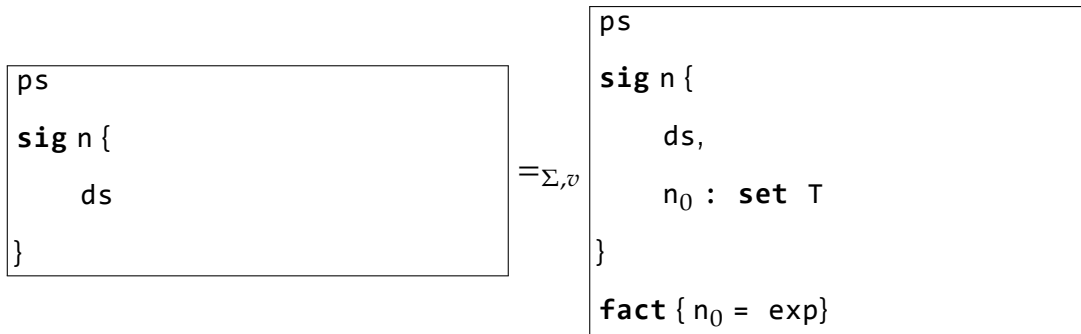 ps
sig n {
ds
}
=Σ,v
ps
sig n {
ds,
n₀ : set T
}
fact { n₀ = exp}